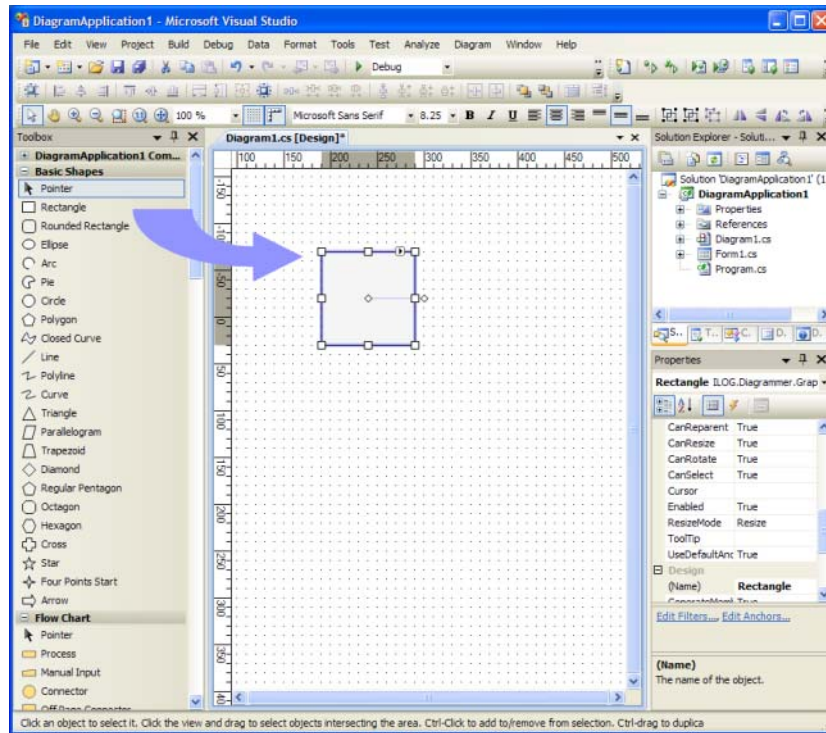 DiagramApplication1 - Microsoft Visual Studio
File Edit View Project Build Debug Data Format Tools Test Analyze Diagram Window Help
Debug
100 % Microsoft Sans Serif 8.25 B I U
Toolbox
DiagramApplication1 Com...
Basic Shapes
Pointer
Rectangle
Rounded Rectangle
Ellipse
Arc
Pie
Circle
Polygon
Closed Curve
Line
Polyline
Curve
Triangle
Parallelogram
Trapezoid
Diamond
Regular Pentagon
Octagon
Hexagon
Cross
Star
Four Points Start
Arrow
Flow Chart
Pointer
Process
Manual Input
Connector
Off Page Connector
Diagram1.cs [Design]*
100 150 200 250 300 350 400 450 500
-150
-50
0
50
100
150
200
250
300
350
Solution Explorer - Soluti...
Solution 'DiagramApplication1' (1
DiagramApplication1
Properties
References
Diagram1.cs
Form1.cs
Program.cs
S.. T.. C.. D.. D..
Properties
Rectangle ILOG.Diagrammer.Grap
CanReparent True
CanResize True
CanRotate True
CanSelect True
Cursor
Enabled True
ResizeMode Resize
ToolTip
UseDefaultAnc True
Design
(Name) Rectangle
Edit Filters..., Edit Anchors...
(Name)
The name of the object.
Click an object to select it. Click the view and drag to select objects intersecting the area. Ctrl-Click to add to/remove from selection. Ctrl-drag to duplica